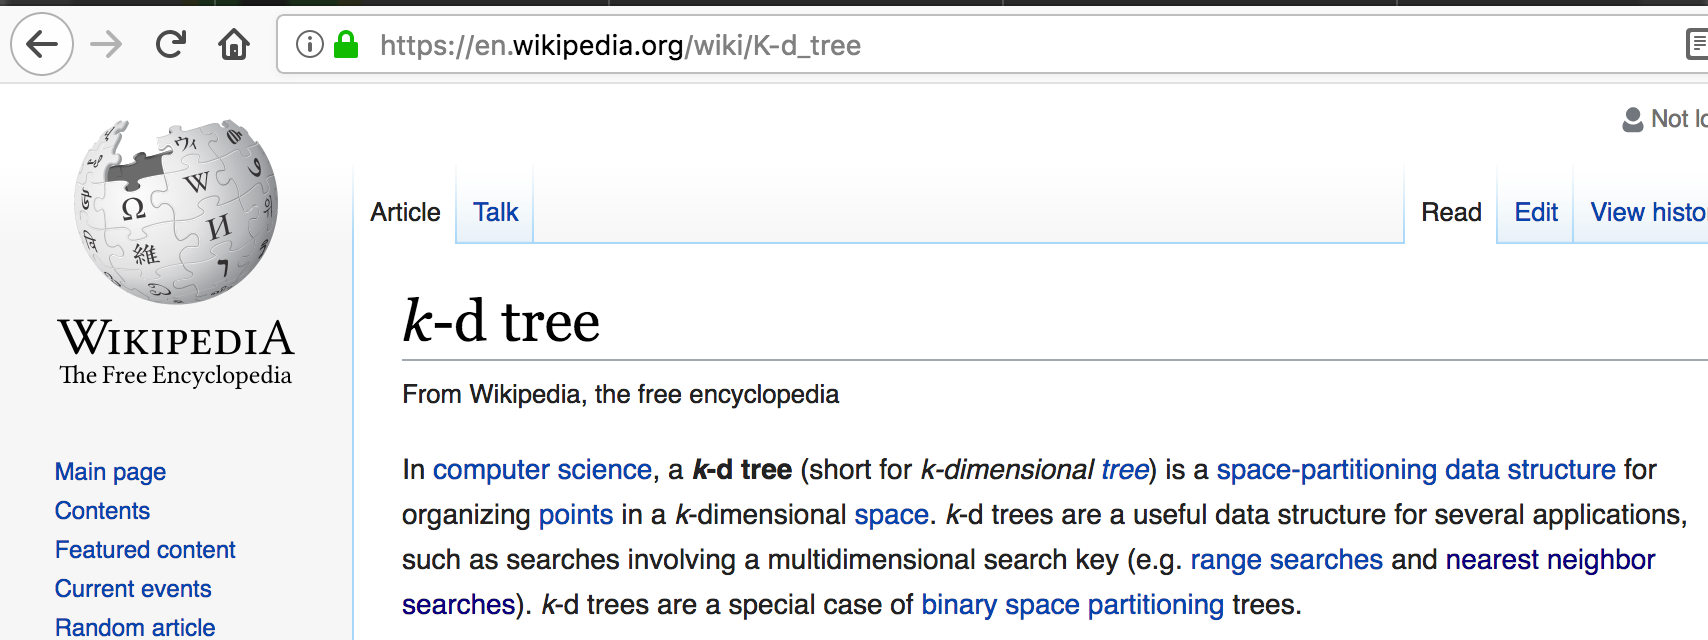 https://en.wikipedia.org/wiki/K-d_tree
Not lo
Article
Talk
Read
Edit
View histo
Ω
W
И
維
ウィ
WIKIPEDIA
The Free Encyclopedia
k-d tree
From Wikipedia, the free encyclopedia
Main page
Contents
Featured content
Current events
Random article
In computer science, a k-d tree (short for k-dimensional tree) is a space-partitioning data structure for
organizing points in a k-dimensional space. k-d trees are a useful data structure for several applications,
such as searches involving a multidimensional search key (e.g. range searches and nearest neighbor
searches). k-d trees are a special case of binary space partitioning trees.